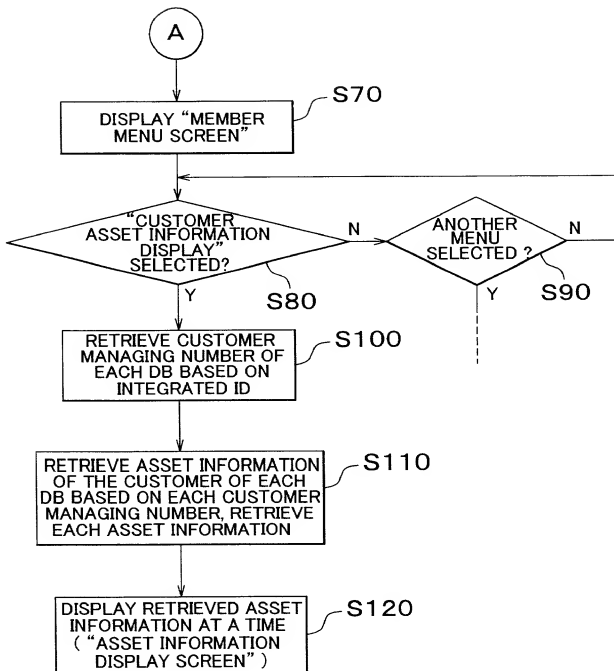 A
DISPLAY “MEMBER
MENU SCREEN”
S70
“CUSTOMER
ASSET INFORMATION
DISPLAY”
SELECTED?
N
S80
Y
ANOTHER
MENU
SELECTED ?
N
S90
Y
RETRIEVE CUSTOMER
MANAGING NUMBER OF
EACH DB BASED ON
INTEGRATED ID
S100
RETRIEVE ASSET INFORMATION
OF THE CUSTOMER OF EACH
DB BASED ON EACH CUSTOMER
MANAGING NUMBER, RETRIEVE
EACH ASSET INFORMATION
S110
DISPLAY RETRIEVED ASSET
INFORMATION AT A TIME
( “ASSET INFORMATION
DISPLAY SCREEN” )
S120